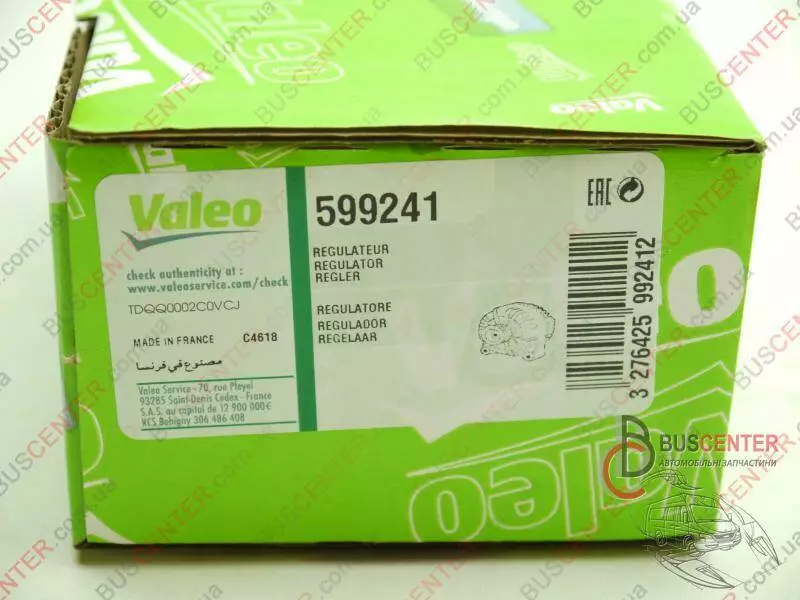 Valeo
Valeo
599241
EAC
REGULATEUR
REGULATOR
REGLER
REGULATORE
REGULADOR
REGELAAR
check authenticity at :
www.valeoservice.com/check
TDQQ0002C0VCJ
MADE IN FRANCE C4618
مصنوع في فرنسا
Valeo Service - 70, rue Pleyel
93285 Saint-Denis Cedex - France
S.A.S. au capital de 12 900 000€
RCS Bobigny 306 486 408
3 276425 992412
Valeo
BUSCENTER
АВТОМОБІЛЬНІ ЗАПЧАСТИНИ
BUSCENTER.com.ua